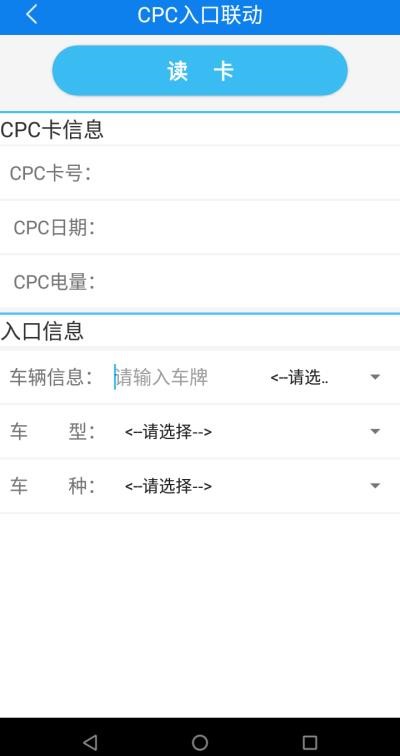 CPC入口联动
读 卡
CPC卡信息
CPC卡号：
CPC日期：
CPC电量：
入口信息
车辆信息： 请输入车牌 <--请选..
车 型： <--请选择-->
车 种： <--请选择-->